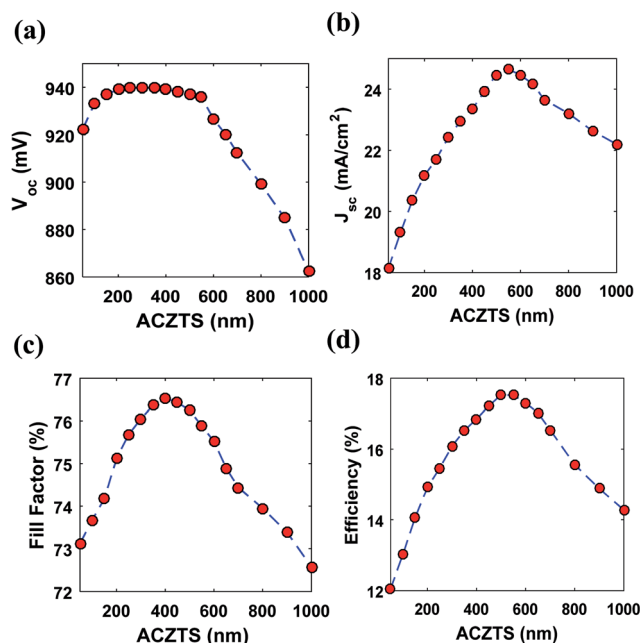 (a)
940
920
900
880
860
V_oc (mV)
200 400 600 800 1000
ACZTS (nm)
(b)
24
22
20
18
J_sc (mA/cm²)
200 400 600 800 1000
ACZTS (nm)
(c)
77
76
75
74
73
72
Fill Factor (%)
200 400 600 800 1000
ACZTS (nm)
(d)
18
16
14
12
Efficiency (%)
200 400 600 800 1000
ACZTS (nm)